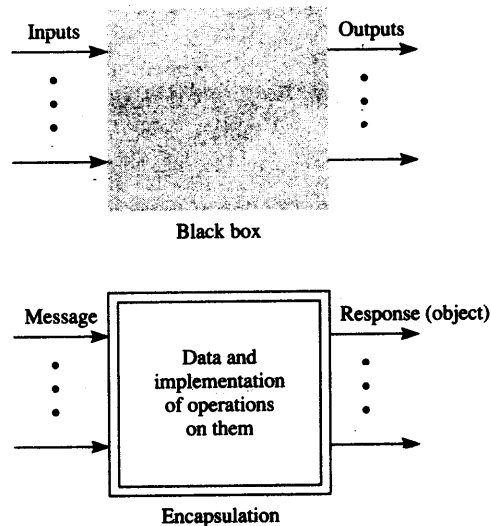 Inputs
Outputs
Black box
Message
Response (object)
Data and
implementation
of operations
on them
Encapsulation